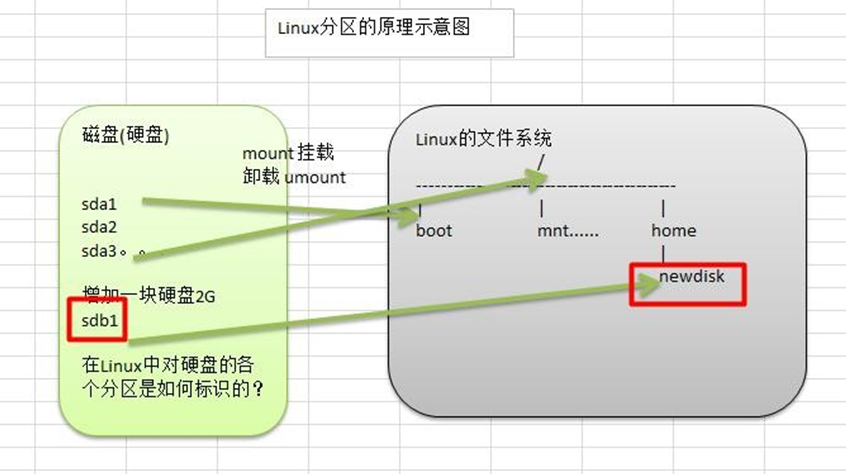 Linux分区的原理示意图
磁盘(硬盘)
mount 挂载
卸载 umount
sda1
sda2
sda3。。
增加一块硬盘2G
sdb1
在Linux中对硬盘的各
个分区是如何标识的？
Linux的文件系统
/
----------------------------------------
| | |
boot mnt...... home
|
newdisk